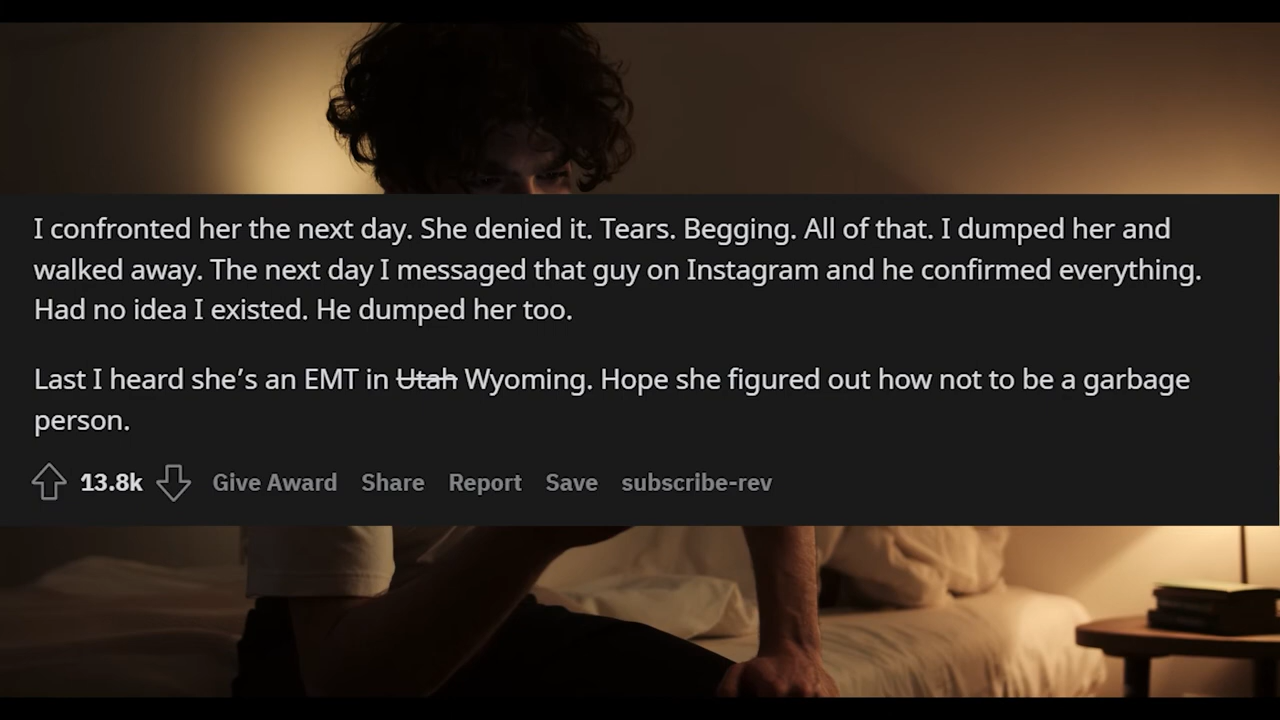 I confronted her the next day. She denied it. Tears. Begging. All of that. I dumped her and
walked away. The next day I messaged that guy on Instagram and he confirmed everything.
Had no idea I existed. He dumped her too.
Last I heard she’s an EMT in Utah Wyoming. Hope she figured out how not to be a garbage
person.
13.8k Give Award Share Report Save subscribe-rev